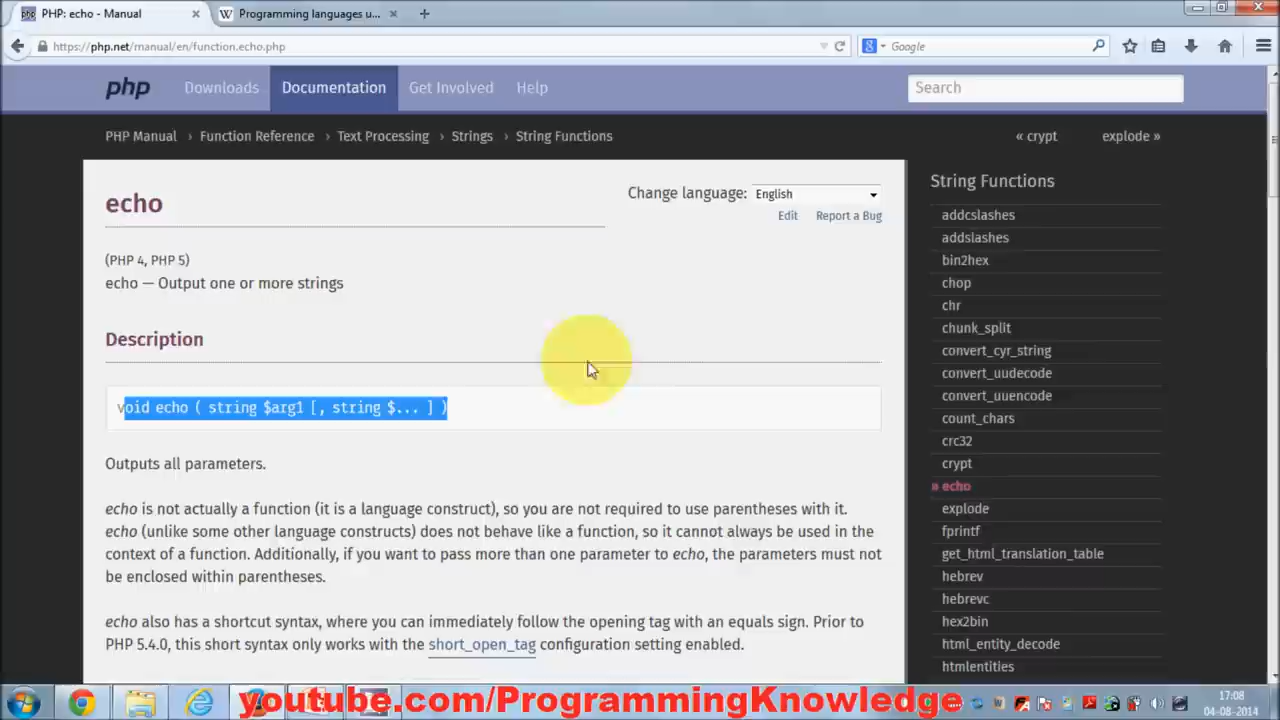 PHP: echo - Manual
Programming languages u...
https://php.net/manual/en/function.echo.php
Google
php
Downloads
Documentation
Get Involved
Help
Search
PHP Manual › Function Reference › Text Processing › Strings › String Functions
« crypt
explode »
echo
Change language: English
Edit
Report a Bug
(PHP 4, PHP 5)
echo — Output one or more strings
Description
void echo ( string $arg1 [, string $... ] )
Outputs all parameters.
echo is not actually a function (it is a language construct), so you are not required to use parentheses with it.
echo (unlike some other language constructs) does not behave like a function, so it cannot always be used in the
context of a function. Additionally, if you want to pass more than one parameter to echo, the parameters must not
be enclosed within parentheses.
echo also has a shortcut syntax, where you can immediately follow the opening tag with an equals sign. Prior to
PHP 5.4.0, this short syntax only works with the short_open_tag configuration setting enabled.
String Functions
addcslashes
addslashes
bin2hex
chop
chr
chunk_split
convert_cyr_string
convert_uudecode
convert_uuencode
count_chars
crc32
crypt
» echo
explode
fprintf
get_html_translation_table
hebrev
hebrevc
hex2bin
html_entity_decode
htmlentities
youtube.com/ProgrammingKnowledge
17:08
04-08-2014